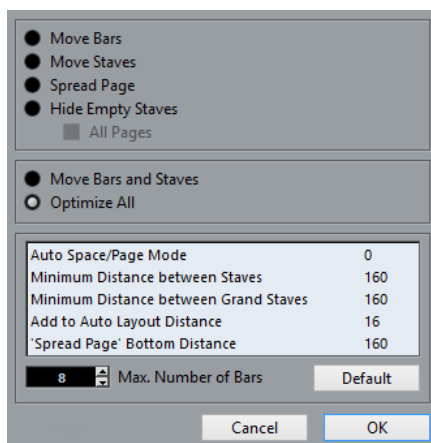 Move Bars
Move Staves
Spread Page
Hide Empty Staves
All Pages
Move Bars and Staves
Optimize All
Auto Space/Page Mode 0
Minimum Distance between Staves 160
Minimum Distance between Grand Staves 160
Add to Auto Layout Distance 16
'Spread Page' Bottom Distance 160
8 Max. Number of Bars Default
Cancel OK